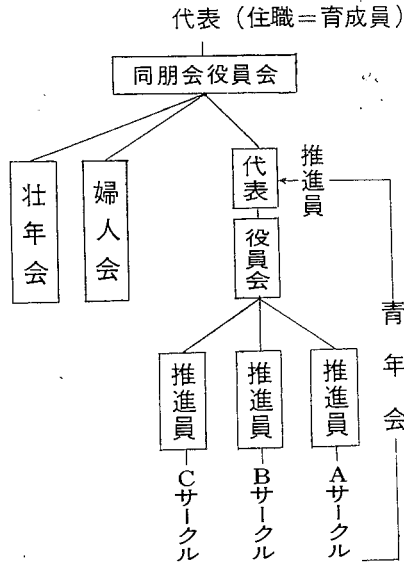 代表（住職＝育成員）
同朋会役員会
壮年会
婦人会
代表
推進員
役員会
青年会
推進員
推進員
推進員
Cサークル
Bサークル
Aサークル